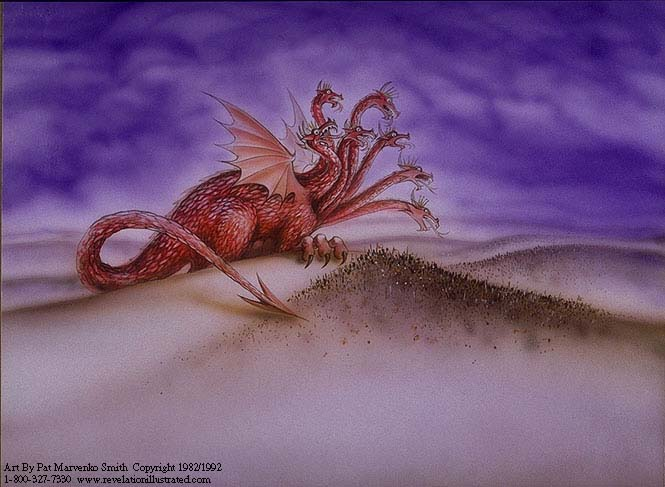 Art By Pat Marvenko Smith Copyright 1982/1992
1-800-327-7330 www.revelationillustrated.com.